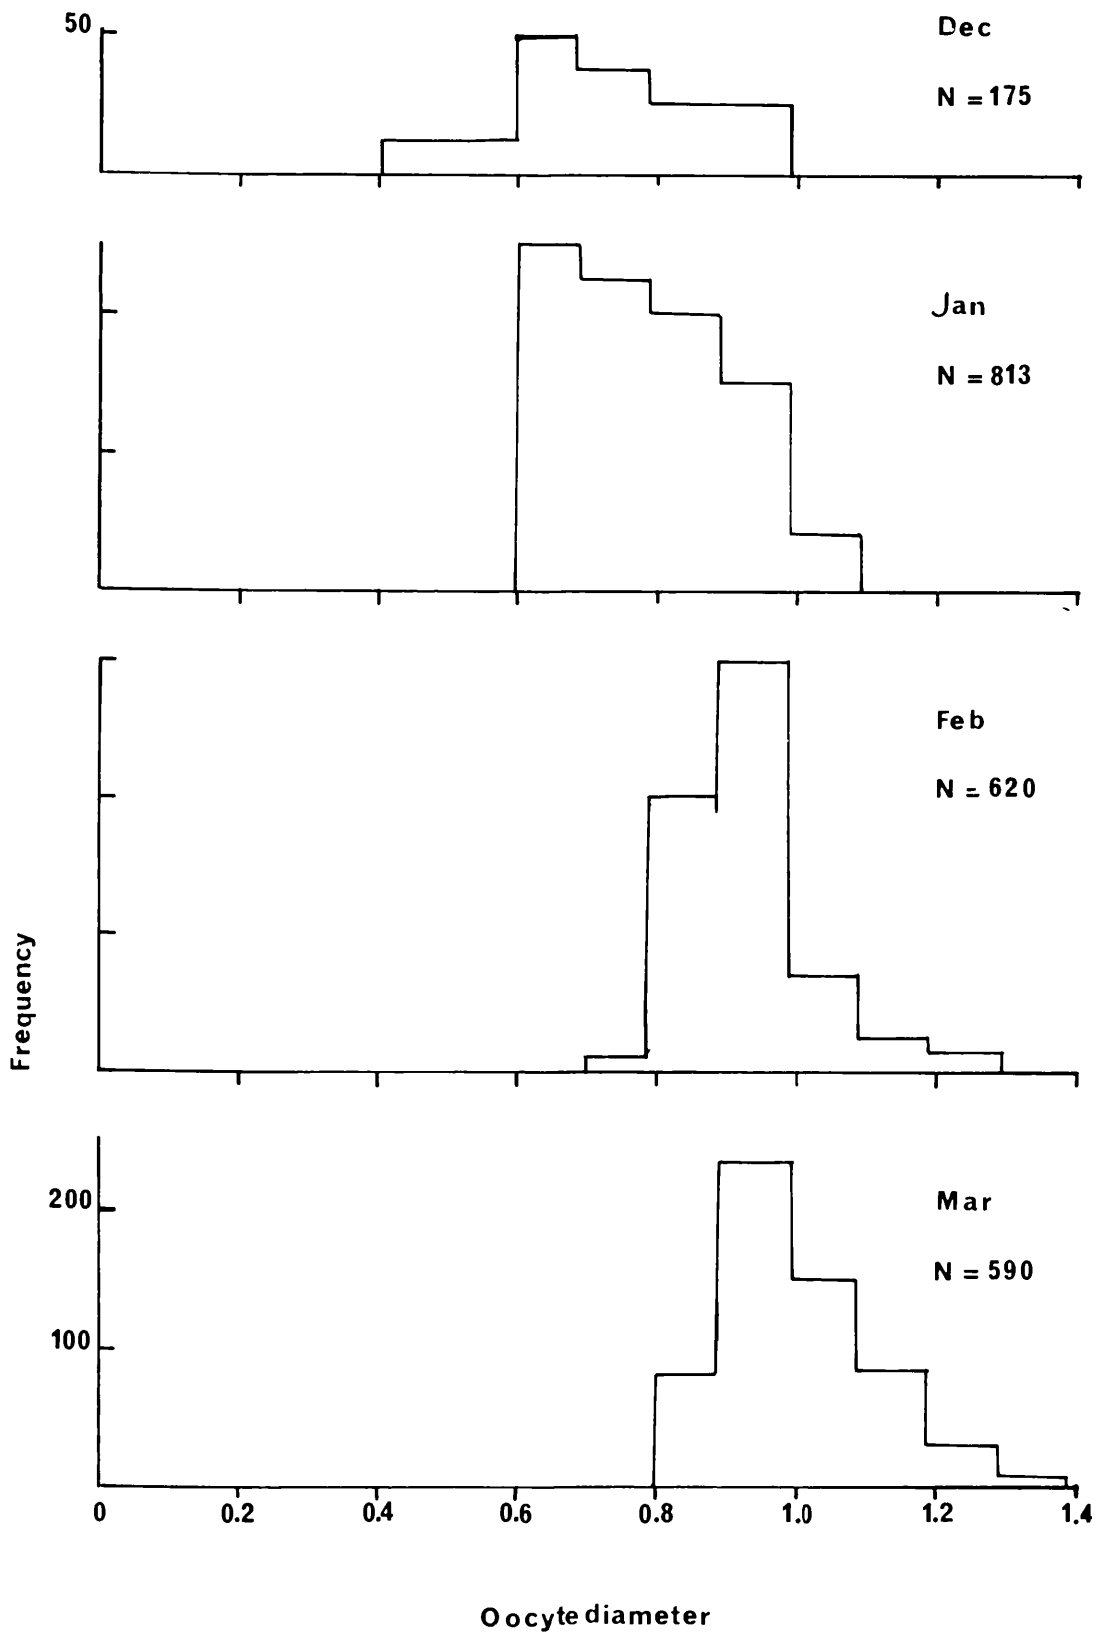 50
Dec
N = 175
Jan
N = 813
Feb
N = 620
Frequency
200
Mar
N = 590
100
0 0.2 0.4 0.6 0.8 1.0 1.2 1.4
Oocyte diameter